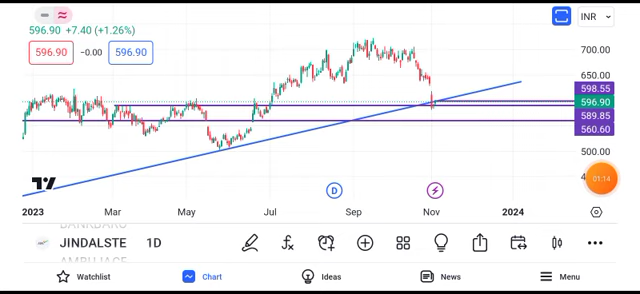 INR
596.90 +7.40 (+1.26%)
596.90 −0.00 596.90
700.00
650.00
598.55
596.90
589.85
560.60
500.00
01:14
D
2023 Mar May Jul Sep Nov 2024
BANKBARO
JINDALSTE 1D
AMBUJACE
Watchlist Chart Ideas News Menu